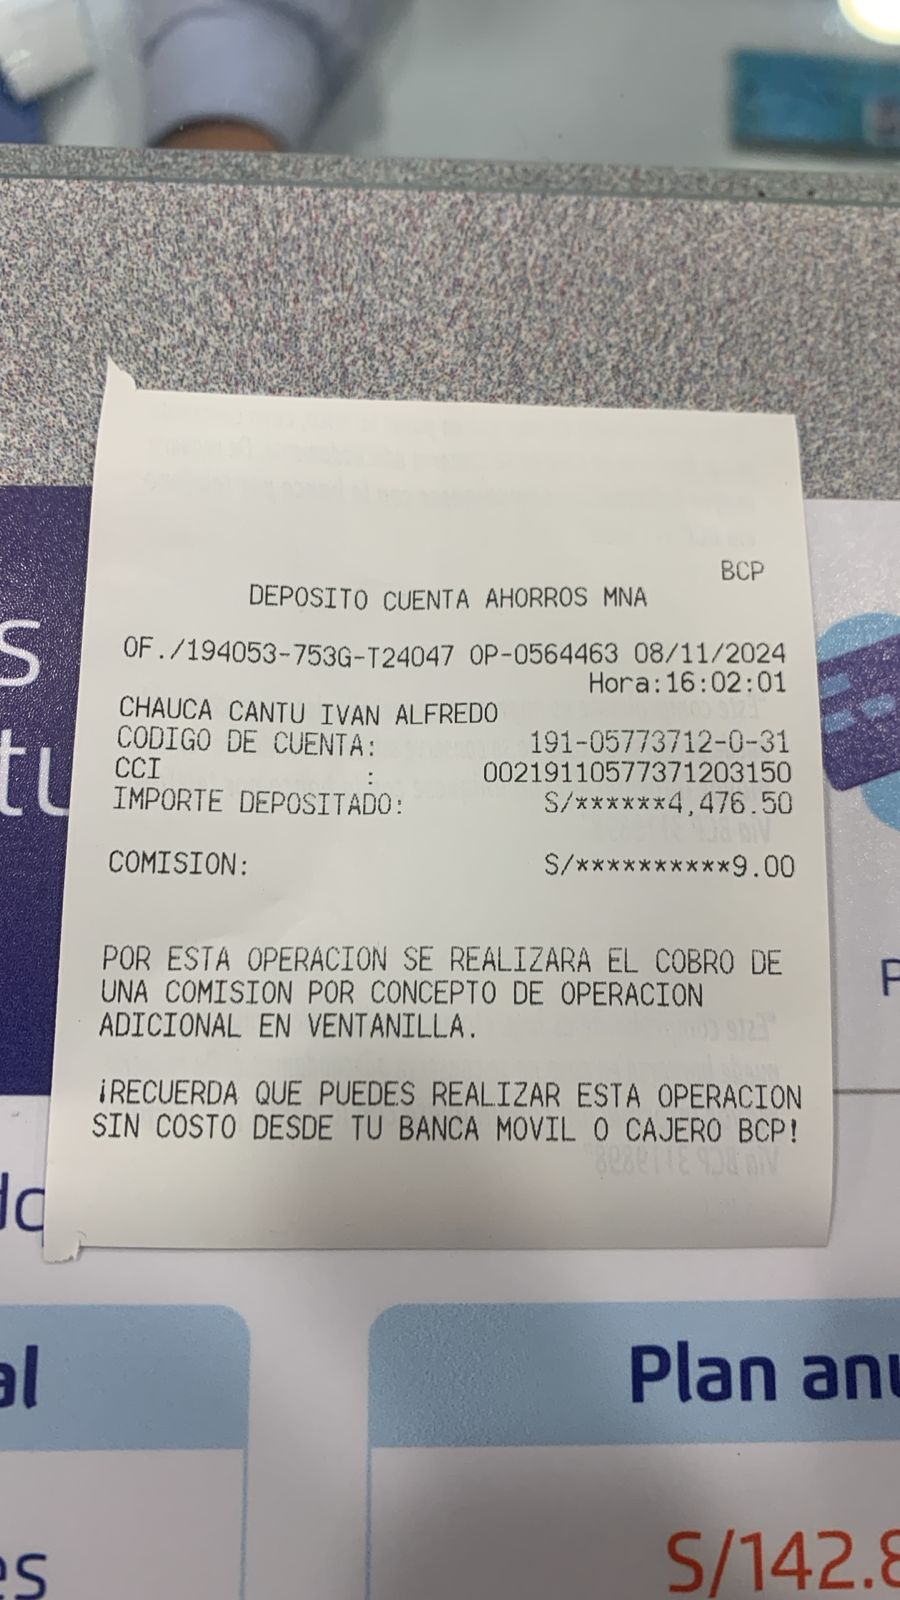 BCP
DEPOSITO CUENTA AHORROS MNA
OF./194053-753G-T24047 OP-0564463 08/11/2024
Hora:16:02:01
CHAUCA CANTU IVAN ALFREDO
CODIGO DE CUENTA: 191-05773712-0-31
CCI : 00219110577371203150
IMPORTE DEPOSITADO: S/******4,476.50
COMISION: S/**********9.00
POR ESTA OPERACION SE REALIZARA EL COBRO DE
UNA COMISION POR CONCEPTO DE OPERACION
ADICIONAL EN VENTANILLA.
¡RECUERDA QUE PUEDES REALIZAR ESTA OPERACION
SIN COSTO DESDE TU BANCA MOVIL O CAJERO BCP!
Plan